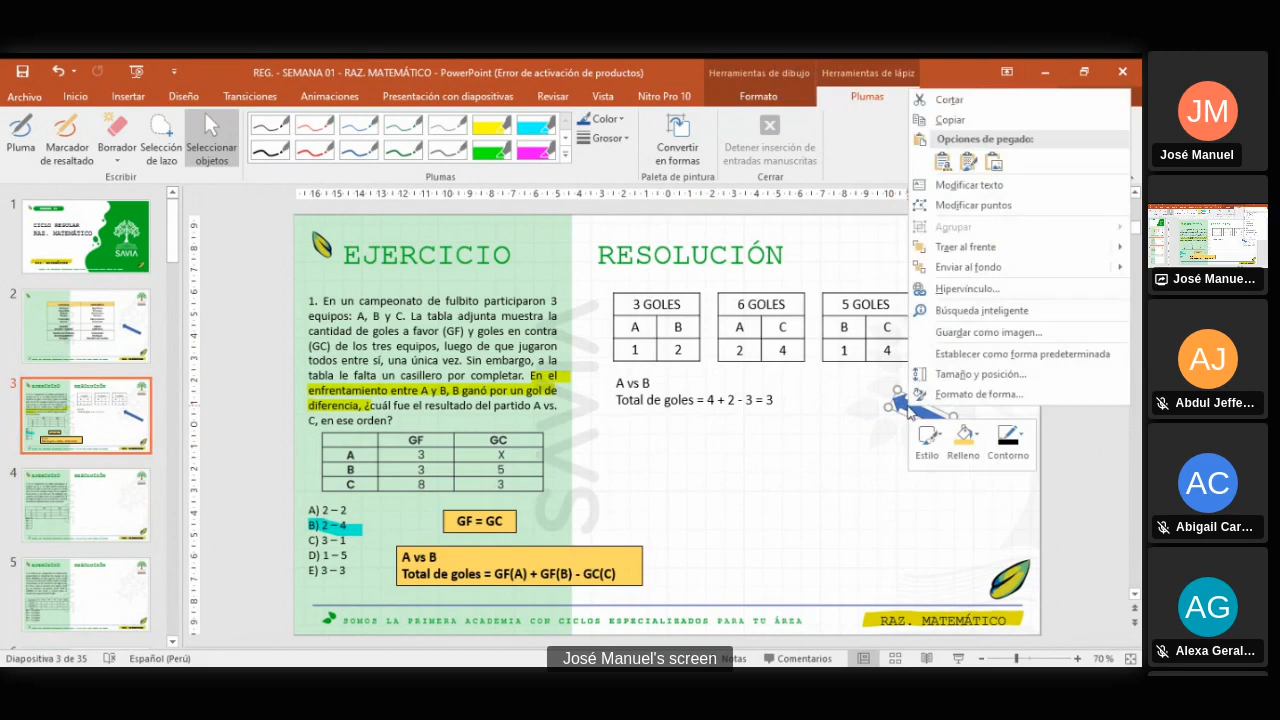 REG. - SEMANA 01 - RAZ. MATEMÁTICO - PowerPoint (Error de activación de productos)
Herramientas de dibujo
Herramientas de lápiz
Archivo
Inicio
Insertar
Diseño
Transiciones
Animaciones
Presentación con diapositivas
Revisar
Vista
Nitro Pro 10
Formato
Plumas
Pluma
Marcador de resaltado
Borrador
Selección de lazo
Seleccionar objetos
Escribir
Plumas
Color
Grosor
Convertir en formas
Paleta de pintura
Detener inserción de entradas manuscritas
Cerrar
Cortar
Copiar
Opciones de pegado:
Modificar texto
Modificar puntos
Agrupar
Traer al frente
Enviar al fondo
Hipervínculo...
Búsqueda inteligente
Guardar como imagen...
Establecer como forma predeterminada
Tamaño y posición...
Formato de forma...
Estilo
Relleno
Contorno
1
CICLO REGULAR
RAZ. MATEMÁTICO
SAVIA
2
3
4
5
EJERCICIO
1. En un campeonato de fulbito participaron 3
equipos: A, B y C. La tabla adjunta muestra la
cantidad de goles a favor (GF) y goles en contra
(GC) de los tres equipos, luego de que jugaron
todos entre sí, una única vez. Sin embargo, a la
tabla le falta un casillero por completar. En el
enfrentamiento entre A y B, B ganó por un gol de
diferencia, ¿cuál fue el resultado del partido A vs.
C, en ese orden?
GF GC
A 3 X
B 3 5
C 8 3
A) 2 – 2
B) 2 – 4
C) 3 – 1
D) 1 – 5
E) 3 – 3
GF = GC
A vs B
Total de goles = GF(A) + GF(B) - GC(C)
RESOLUCIÓN
3 GOLES
A B
1 2
6 GOLES
A C
2 4
5 GOLES
B C
1 4
A vs B
Total de goles = 4 + 2 - 3 = 3
SAVIA
SOMOS LA PRIMERA ACADEMIA CON CICLOS ESPECIALIZADOS PARA TU ÁREA
RAZ. MATEMÁTICO
Diapositiva 3 de 35
Español (Perú)
Notas
Comentarios
70 %
José Manuel's screen
JM
José Manuel
José Manue...
AJ
Abdul Jeffe...
AC
Abigail Car...
AG
Alexa Geral...